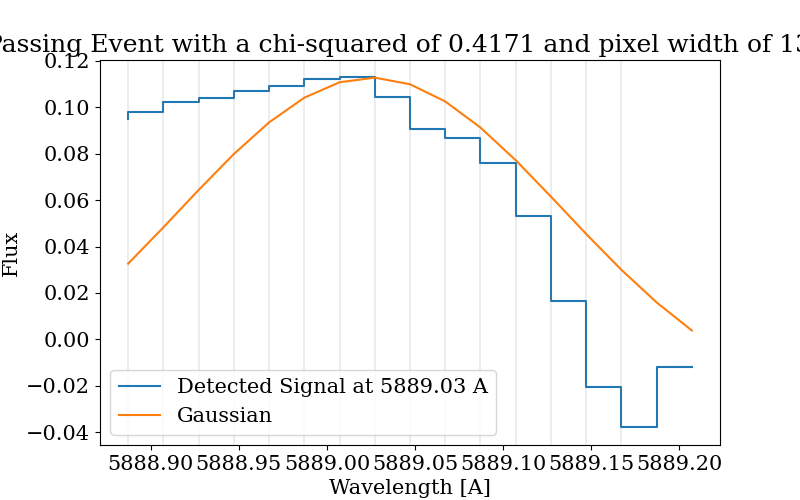 Passing Event with a chi-squared of 0.4171 and pixel width of 13
0.12
0.10
0.08
0.06
0.04
0.02
0.00
−0.02
−0.04
Flux
Detected Signal at 5889.03 A
Gaussian
5888.90 5888.95 5889.00 5889.05 5889.10 5889.15 5889.20
Wavelength [A]